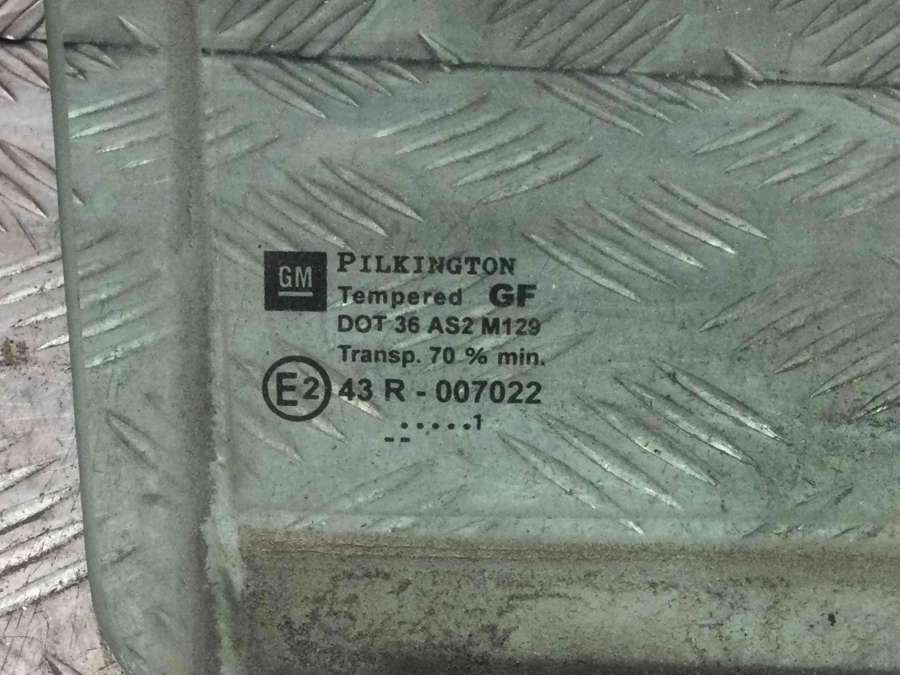 GM
PILKINGTON
Tempered GF
DOT 36 AS2 M129
Transp. 70 % min.
E2 43 R - 007022
.....1
--